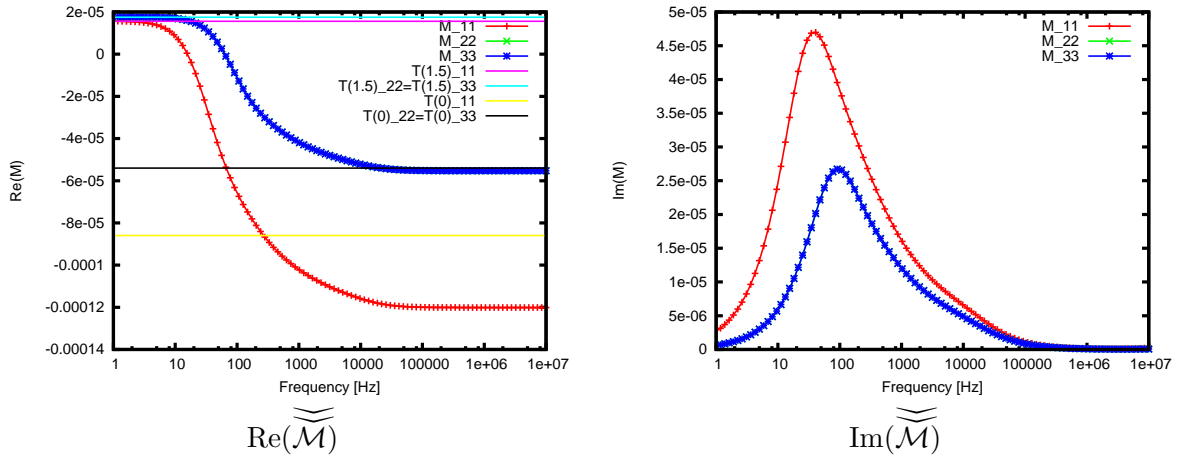 2e-05
0
-2e-05
-4e-05
-6e-05
-8e-05
-0.0001
-0.00012
-0.00014
Re(M)
1 10 100 1000 10000 100000 1e+06 1e+07
Frequency [Hz]
M_11
M_22
M_33
T(1.5)_11
T(1.5)_22=T(1.5)_33
T(0)_11
T(0)_22=T(0)_33
Re(ℳ)
5e-05
4.5e-05
4e-05
3.5e-05
3e-05
2.5e-05
2e-05
1.5e-05
1e-05
5e-06
0
Im(M)
1 10 100 1000 10000 100000 1e+06 1e+07
Frequency [Hz]
M_11
M_22
M_33
Im(ℳ)